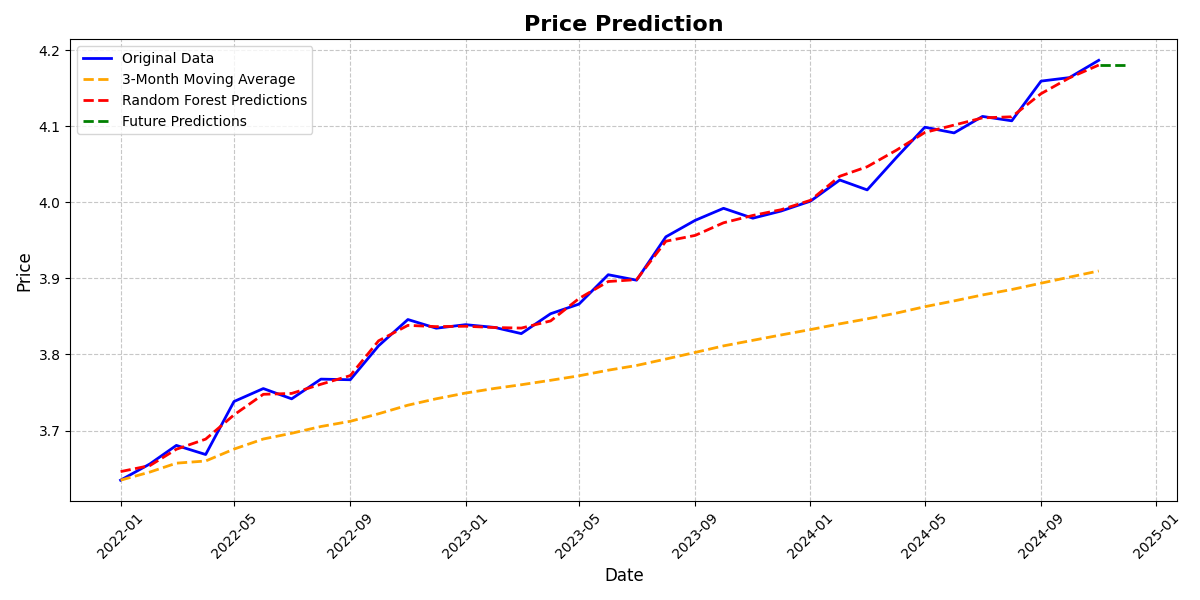 Price Prediction
Original Data
3-Month Moving Average
Random Forest Predictions
Future Predictions
4.2
4.1
4.0
3.9
3.8
3.7
Price
2022-01
2022-05
2022-09
2023-01
2023-05
2023-09
2024-01
2024-05
2024-09
2025-01
Date